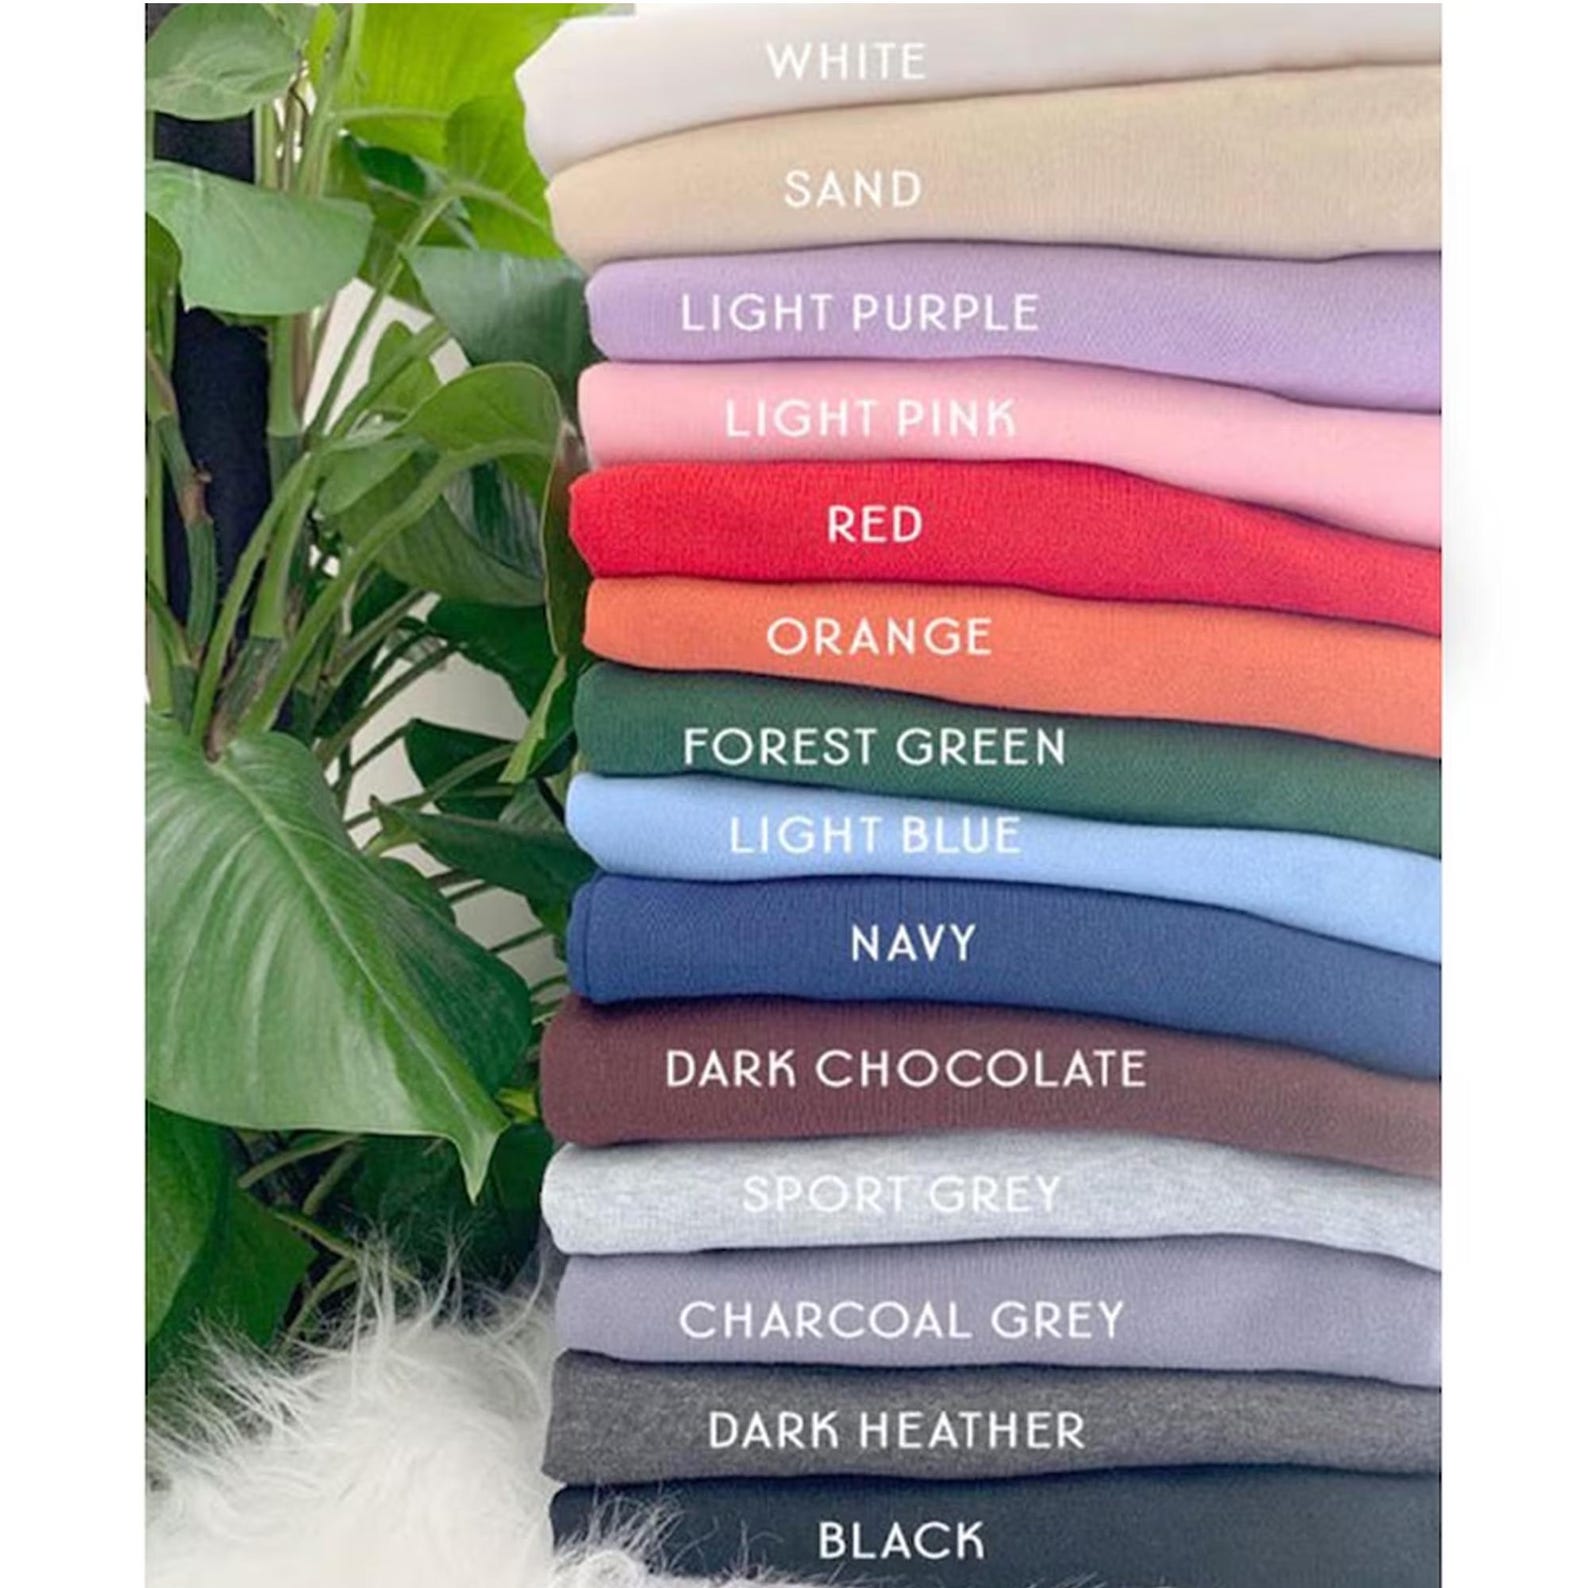 WHITE
SAND
LIGHT PURPLE
LIGHT PINK
RED
ORANGE
FOREST GREEN
LIGHT BLUE
NAVY
DARK CHOCOLATE
SPORT GREY
CHARCOAL GREY
DARK HEATHER
BLACK